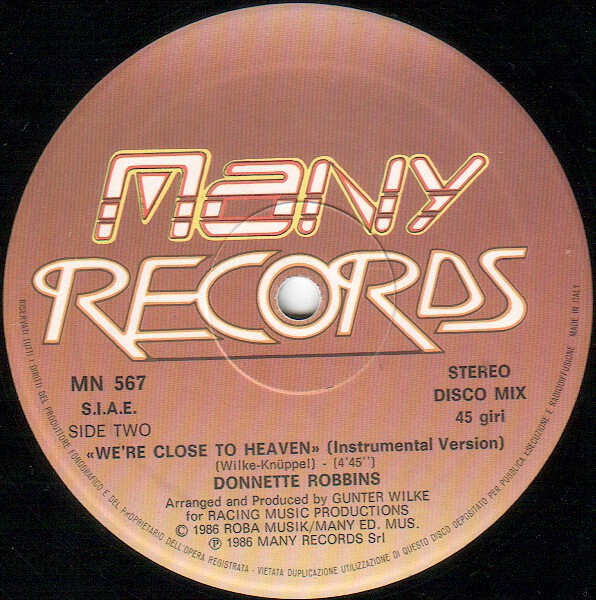 MaNY
RECORDS
MN 567
S.I.A.E.
SIDE TWO
STEREO
DISCO MIX
45 giri
«WE'RE CLOSE TO HEAVEN» (Instrumental Version)
(Wilke-Knüppel) - (4'45'')
DONNETTE ROBBINS
Arranged and Produced by GUNTER WILKE
for RACING MUSIC PRODUCTIONS
© 1986 ROBA MUSIK/MANY ED. MUS.
℗ 1986 MANY RECORDS Srl
RISERVATI TUTTI I DIRITTI DEL PRODUTTORE FONOGRAFICO E DEL PROPRIETARIO DELL'OPERA REGISTRATA - VIETATA DUPLICAZIONE UTILIZZAZIONE DI QUESTO DISCO DEPOSITATO PER PUBBLICA ESECUZIONE E RADIODIFFUSIONE - MADE IN ITALY